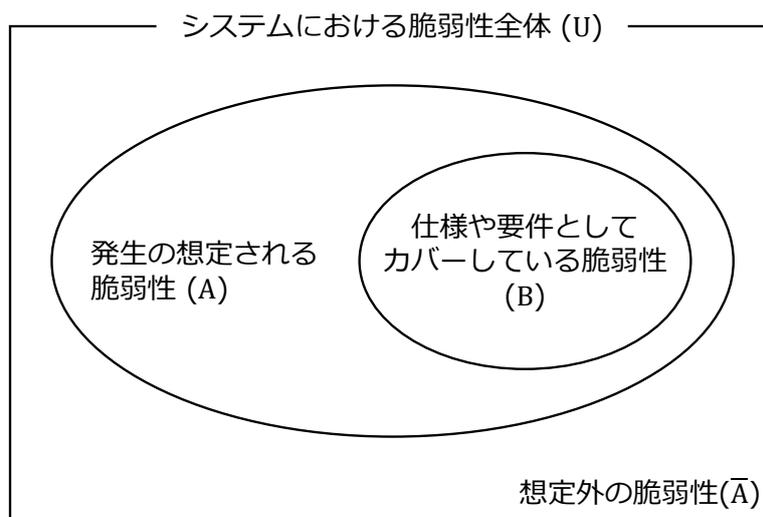 システムにおける脆弱性全体 (U)
発生の想定される
脆弱性 (A)
仕様や要件として
カバーしている脆弱性
(B)
想定外の脆弱性(A̅)